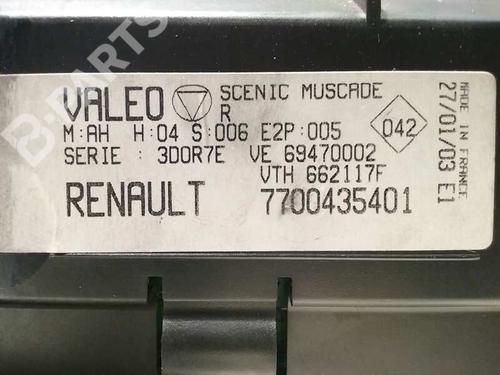 B-PARTS
VALEO SCENIC MUSCADE
R
M:AH H:04 S:006 E2P:005
042
SERIE : 3D0R7E VE 69470002
VTH 662117F
RENAULT 7700435401
MADE IN FRANCE
27/01/03 E1